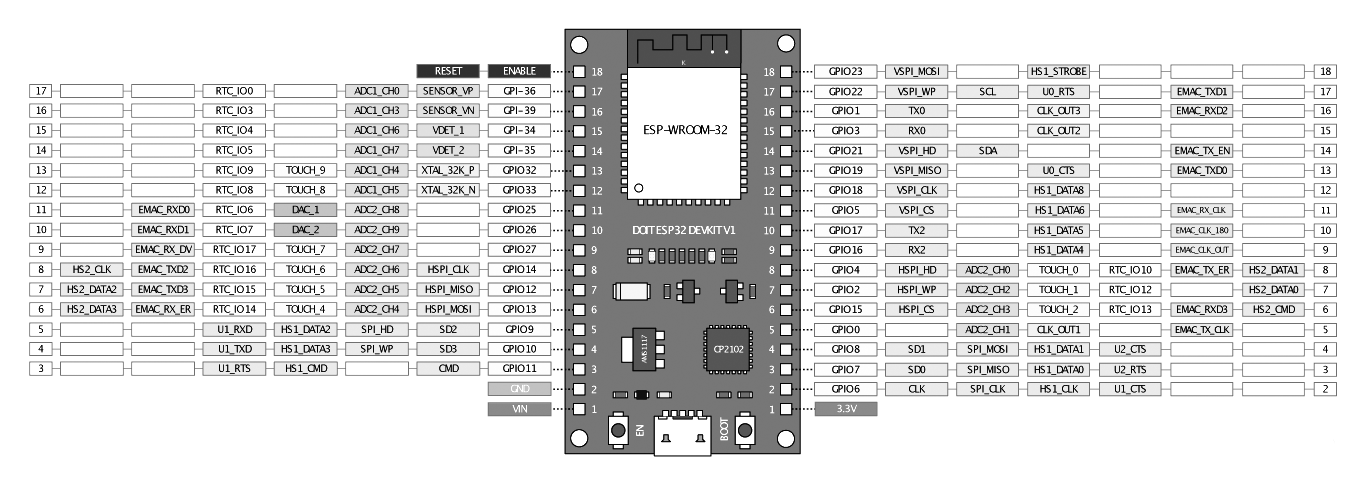 RESET ENABLE 18 18 GPIO23 VSPI_MOSI HS1_STROBE 18
17 RTC_IO0 ADC1_CH0 SENSOR_VP GPI-36 17 17 GPIO22 VSPI_WP SCL U0_RTS EMAC_TXD1 17
16 RTC_IO3 ADC1_CH3 SENSOR_VN GPI-39 16 16 GPIO1 TX0 CLK_OUT3 EMAC_RXD2 16
15 RTC_IO4 ADC1_CH6 VDET_1 GPI-34 15 ESP-WROOM-32 15 GPIO3 RX0 CLK_OUT2 15
14 RTC_IO5 ADC1_CH7 VDET_2 GPI-35 14 14 GPIO21 VSPI_HD SDA EMAC_TX_EN 14
13 RTC_IO9 TOUCH_9 ADC1_CH4 XTAL_32K_P GPIO32 13 13 GPIO19 VSPI_MISO U0_CTS EMAC_TXD0 13
12 RTC_IO8 TOUCH_8 ADC1_CH5 XTAL_32K_N GPIO33 12 12 GPIO18 VSPI_CLK HS1_DATA8 12
11 EMAC_RXD0 RTC_IO6 DAC_1 ADC2_CH8 GPIO25 11 11 GPIO5 VSPI_CS HS1_DATA6 EMAC_RX_CLK 11
10 EMAC_RXD1 RTC_IO7 DAC_2 ADC2_CH9 GPIO26 10 DOIT ESP32 DEVKIT V1 10 GPIO17 TX2 HS1_DATA5 EMAC_CLK_180 10
9 EMAC_RX_DV RTC_IO17 TOUCH_7 ADC2_CH7 GPIO27 9 9 GPIO16 RX2 HS1_DATA4 EMAC_CLK_OUT 9
8 HS2_CLK EMAC_TXD2 RTC_IO16 TOUCH_6 ADC2_CH6 HSPI_CLK GPIO14 8 8 GPIO4 HSPI_HD ADC2_CH0 TOUCH_0 RTC_IO10 EMAC_TX_ER HS2_DATA1 8
7 HS2_DATA2 EMAC_TXD3 RTC_IO15 TOUCH_5 ADC2_CH5 HSPI_MISO GPIO12 7 7 GPIO2 HSPI_WP ADC2_CH2 TOUCH_1 RTC_IO12 HS2_DATA0 7
6 HS2_DATA3 EMAC_RX_ER RTC_IO14 TOUCH_4 ADC2_CH4 HSPI_MOSI GPIO13 6 6 GPIO15 HSPI_CS ADC2_CH3 TOUCH_2 RTC_IO13 EMAC_RXD3 HS2_CMD 6
5 U1_RXD HS1_DATA2 SPI_HD SD2 GPIO9 5 5 GPIO0 ADC2_CH1 CLK_OUT1 EMAC_TX_CLK 5
4 U1_TXD HS1_DATA3 SPI_WP SD3 GPIO10 4 AMS1117 CP2102 4 GPIO8 SD1 SPI_MOSI HS1_DATA1 U2_CTS 4
3 U1_RTS HS1_CMD CMD GPIO11 3 3 GPIO7 SD0 SPI_MISO HS1_DATA0 U2_RTS 3
GND 2 2 GPIO6 CLK SPI_CLK HS1_CLK U1_CTS 2
VIN 1 1 3.3V
EN BOOT